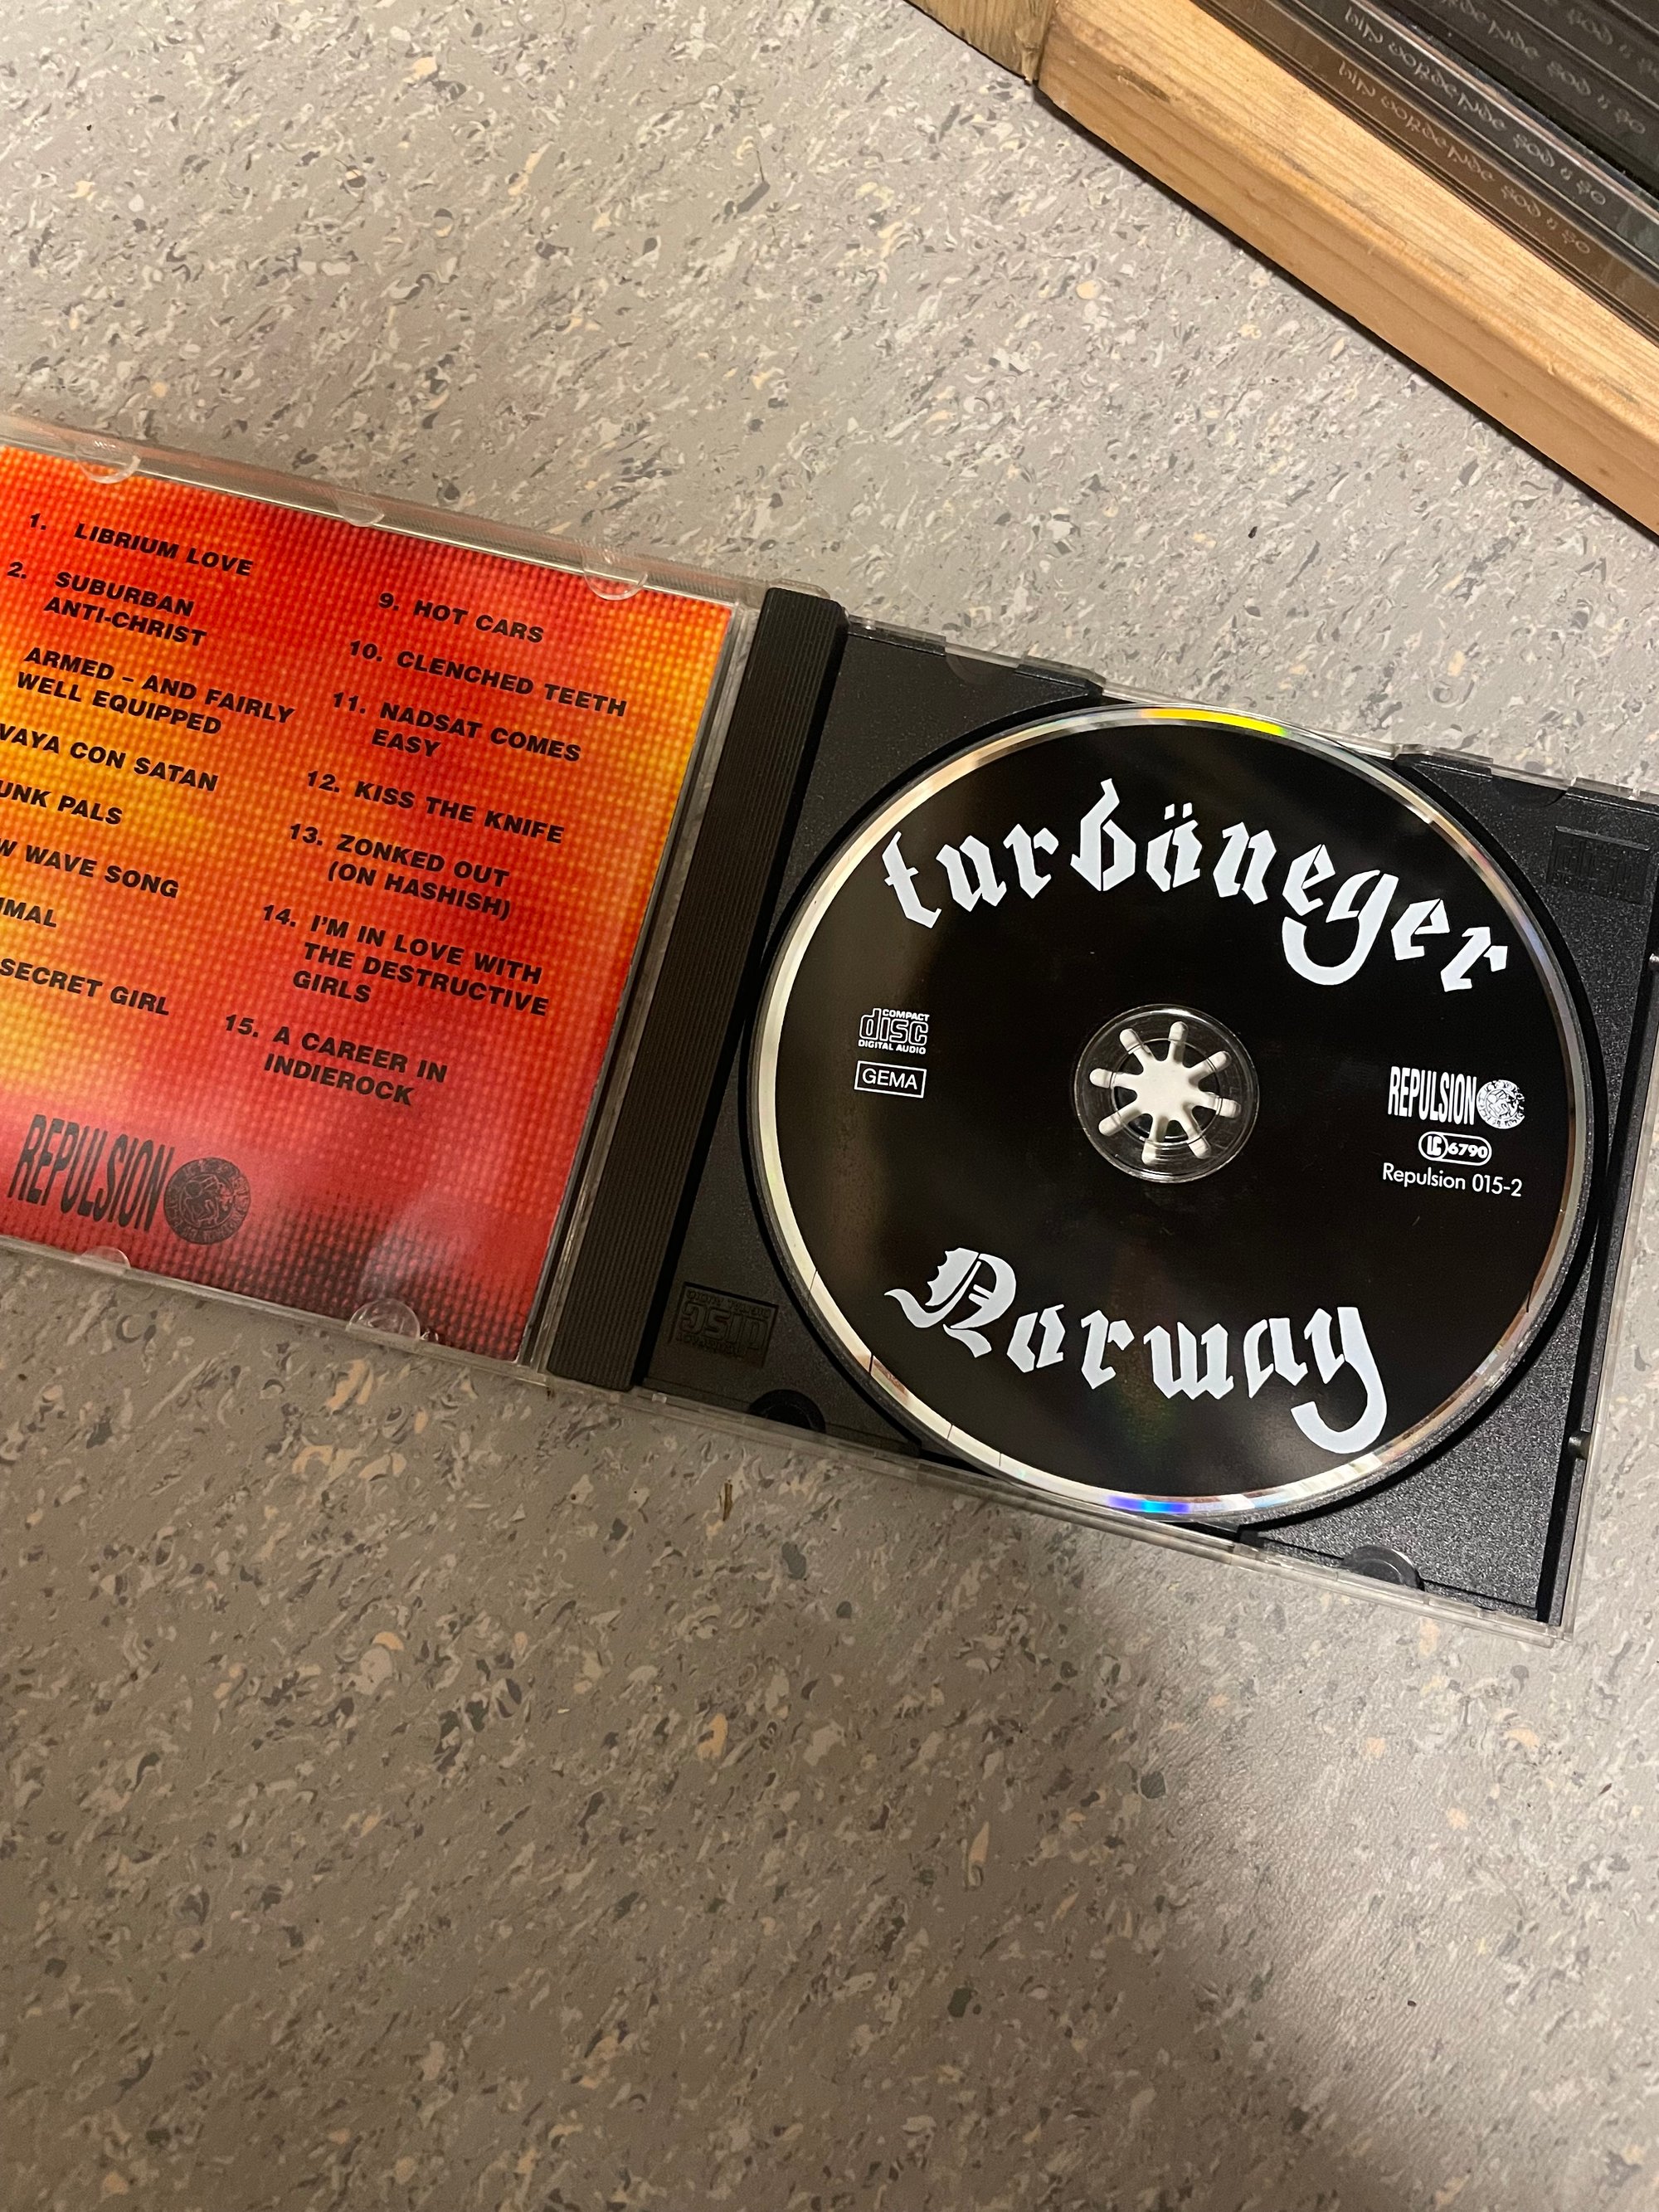 1. LIBRIUM LOVE
2. SUBURBAN
ANTI-CHRIST
ARMED – AND FAIRLY
WELL EQUIPPED
VAYA CON SATAN
UNK PALS
W WAVE SONG
IMAL
SECRET GIRL
9. HOT CARS
10. CLENCHED TEETH
11. NADSAT COMES
EASY
12. KISS THE KNIFE
13. ZONKED OUT
(ON HASHISH)
14. I'M IN LOVE WITH
THE DESTRUCTIVE
GIRLS
15. A CAREER IN
INDIEROCK
REPULSION
turbäneger
COMPACT
disc
DIGITAL AUDIO
GEMA
REPULSION
LC 6790
Repulsion 015-2
Norway